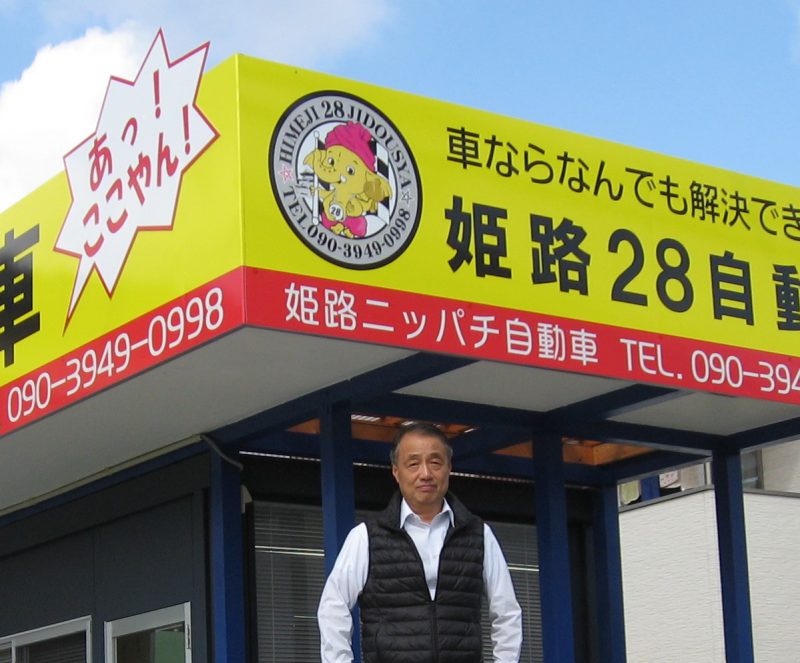 あっ!
ここやん!
車
090-3949-0998
HIMEJI 28 JIDOUSYA
28
TEL 090-3949-0998
車ならなんでも解決でき
姫路28自動
姫路ニッパチ自動車 TEL. 090-394